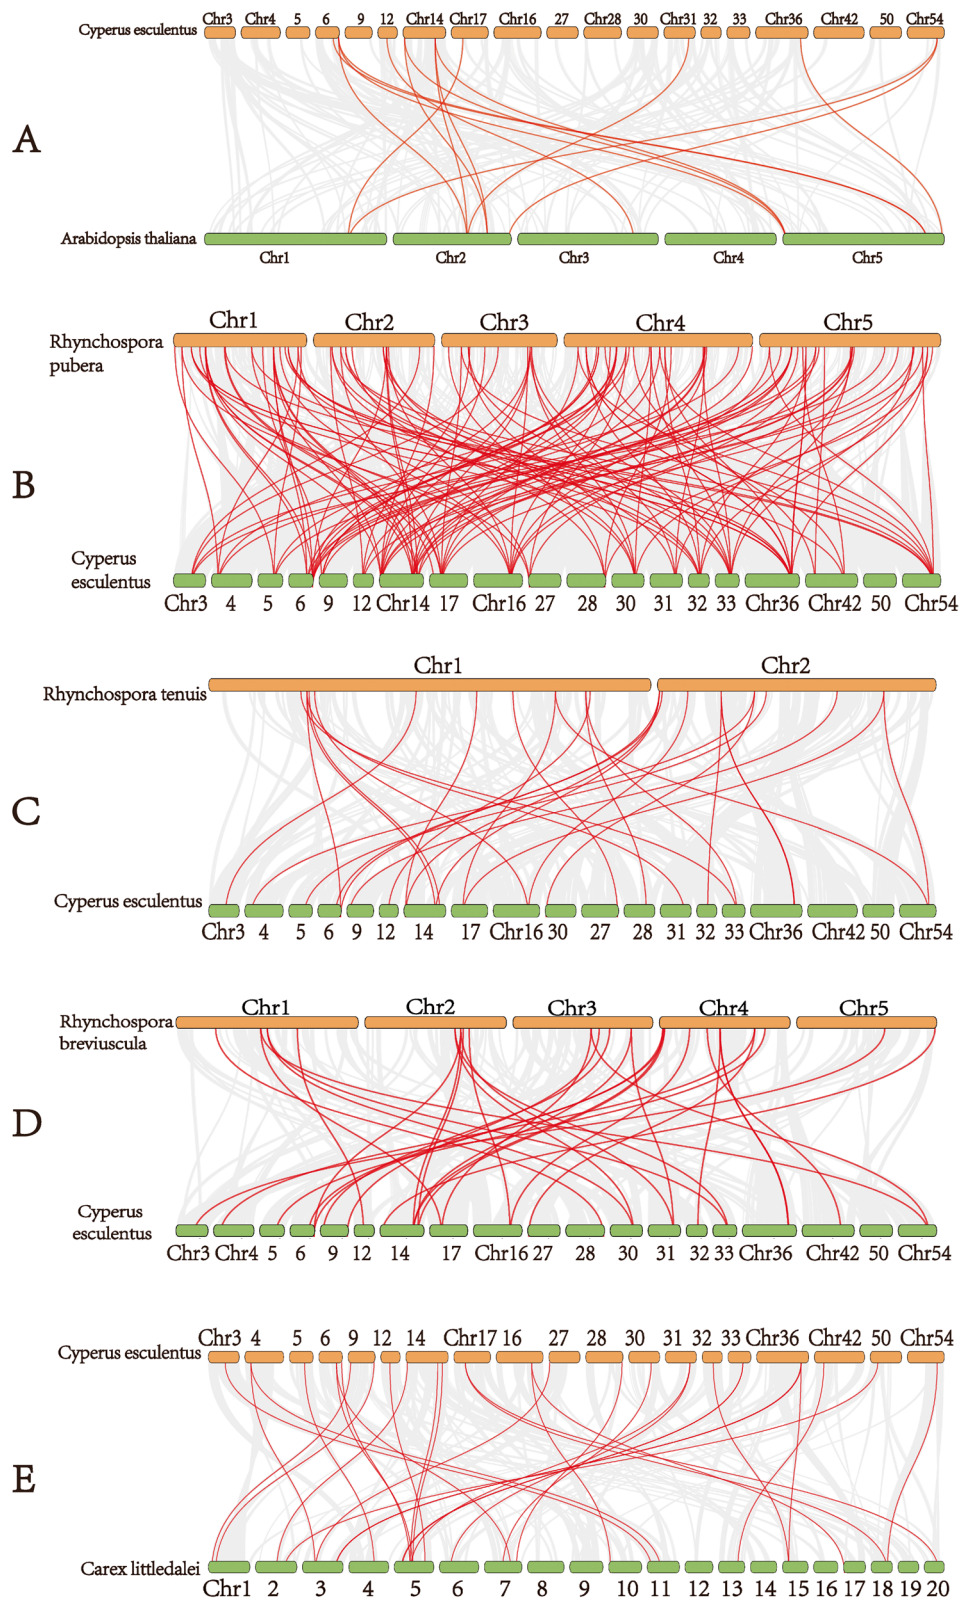 Chr3 Chr4 5 6 9 12 Chr14 Chr17 Chr16 27 Chr28 30 Chr31 32 33 Chr36 Chr42 50 Chr54
Cyperus esculentus
A
Arabidopsis thaliana
Chr1 Chr2 Chr3 Chr4 Chr5
Chr1 Chr2 Chr3 Chr4 Chr5
Rhynchospora
pubera
B
Cyperus
esculentus
Chr3 4 5 6 9 12 Chr14 17 Chr16 27 28 30 31 32 33 Chr36 Chr42 50 Chr54
Chr1 Chr2
Rhynchospora tenuis
C
Cyperus esculentus
Chr3 4 5 6 9 12 14 17 Chr16 30 27 28 31 32 33 Chr36 Chr42 50 Chr54
Chr1 Chr2 Chr3 Chr4 Chr5
Rhynchospora
breviuscula
D
Cyperus
esculentus
Chr3 Chr4 5 6 9 12 14 17 Chr16 27 28 30 31 32 33 Chr36 Chr42 50 Chr54
Chr3 4 5 6 9 12 14 Chr17 16 27 28 30 31 32 33 Chr36 Chr42 50 Chr54
Cyperus esculentus
E
Carex littledalei
Chr1 2 3 4 5 6 7 8 9 10 11 12 13 14 15 16 17 18 19 20